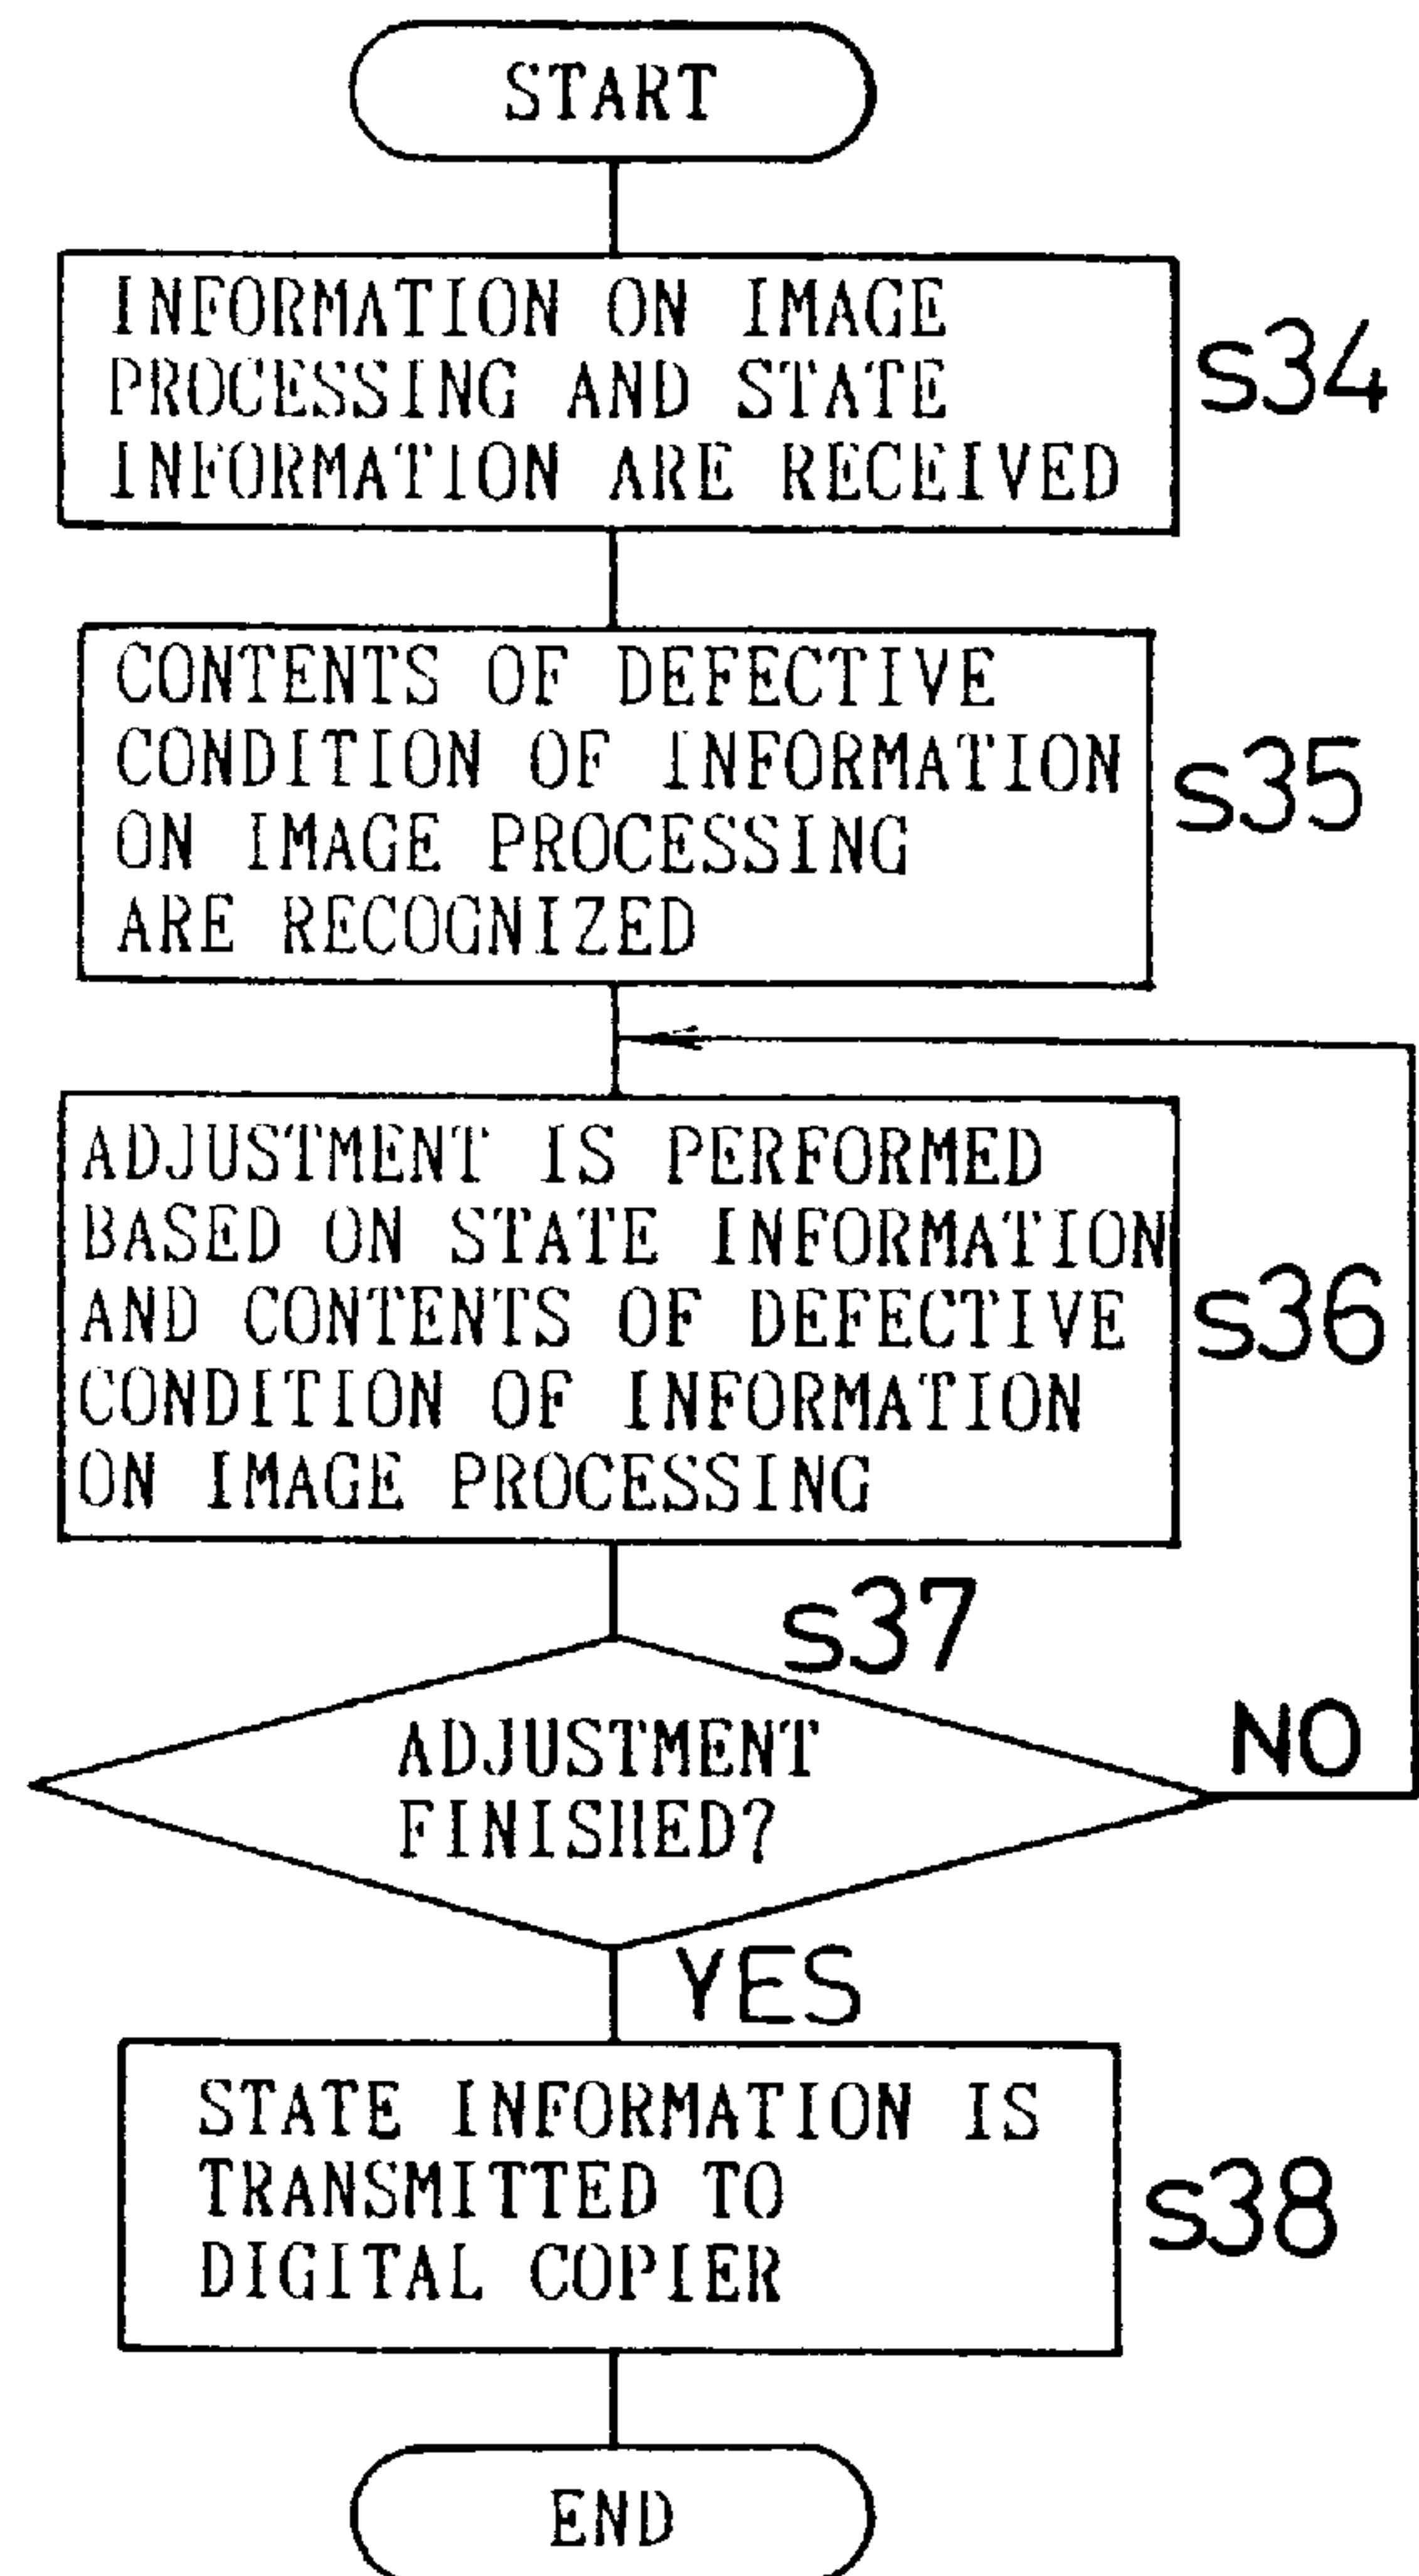 START
INFORMATION ON IMAGE
PROCESSING AND STATE
INFORMATION ARE RECEIVED
s34
CONTENTS OF DEFECTIVE
CONDITION OF INFORMATION
ON IMAGE PROCESSING
ARE RECOGNIZED
s35
ADJUSTMENT IS PERFORMED
BASED ON STATE INFORMATION
AND CONTENTS OF DEFECTIVE
CONDITION OF INFORMATION
ON IMAGE PROCESSING
s36
s37
ADJUSTMENT
FINISHED?
NO
YES
STATE INFORMATION IS
TRANSMITTED TO
DIGITAL COPIER
s38
END